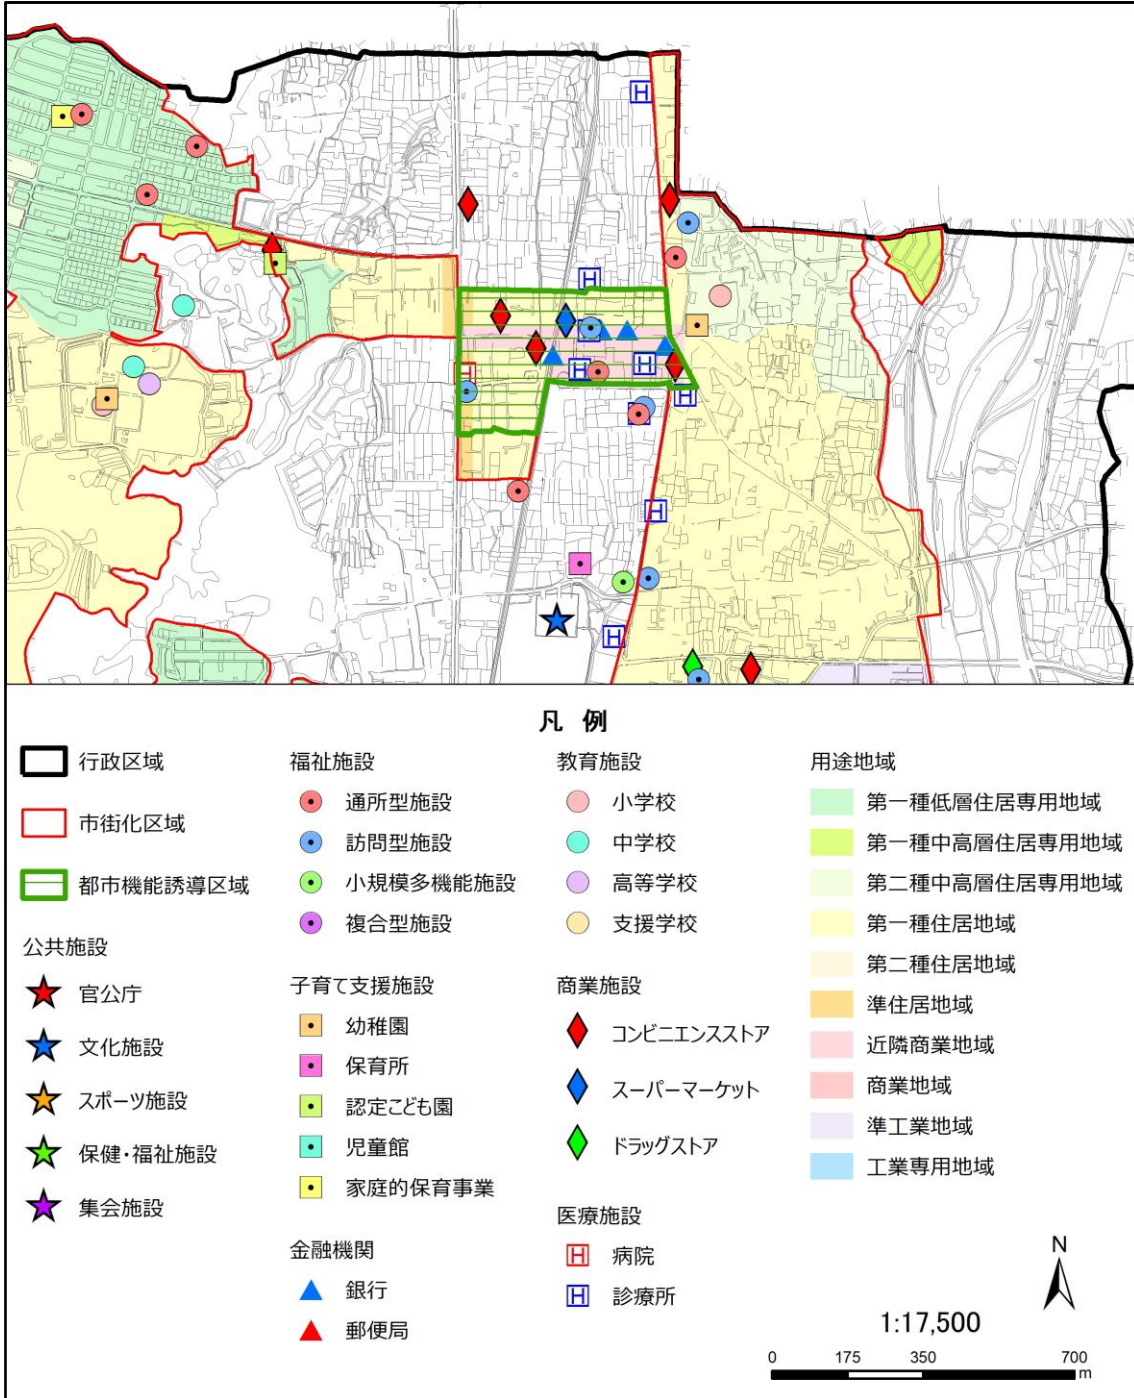 凡 例
行政区域
市街化区域
都市機能誘導区域
公共施設
官公庁
文化施設
スポーツ施設
保健・福祉施設
集会施設
福祉施設
通所型施設
訪問型施設
小規模多機能施設
複合型施設
子育て支援施設
幼稚園
保育所
認定こども園
児童館
家庭的保育事業
金融機関
銀行
郵便局
教育施設
小学校
中学校
高等学校
支援学校
商業施設
コンビニエンスストア
スーパーマーケット
ドラッグストア
医療施設
H 病院
H 診療所
用途地域
第一種低層住居専用地域
第一種中高層住居専用地域
第二種中高層住居専用地域
第一種住居地域
第二種住居地域
準住居地域
近隣商業地域
商業地域
準工業地域
工業専用地域
N
1:17,500
0 175 350 700
m